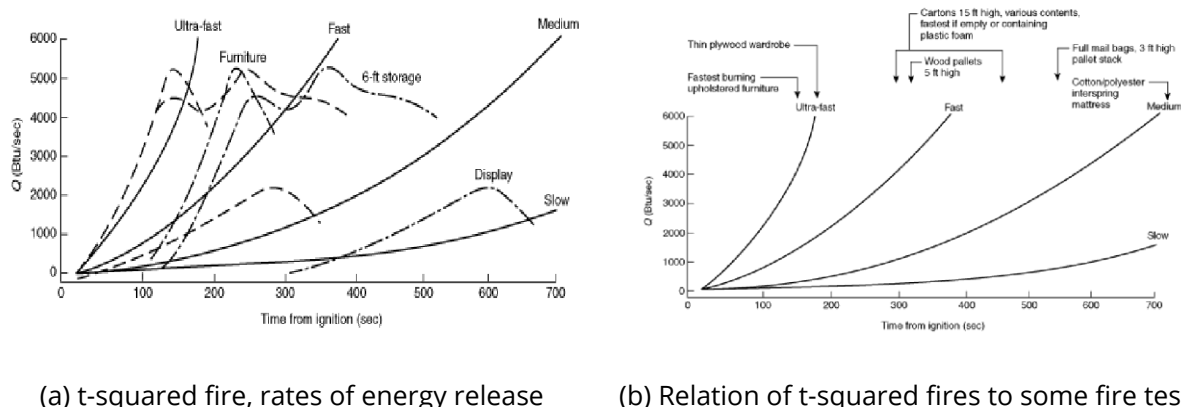 Ultra-fast
Fast
Medium
6000
Furniture
5000
6-ft storage
4000
Q (Btu/sec)
3000
2000
Display
Slow
1000
0
0 100 200 300 400 500 600 700
Time from ignition (sec)
(a) t-squared fire, rates of energy release
Cartons 15 ft high, various contents,
fastest if empty or containing
plastic foam
Thin plywood wardrobe
Full mail bags, 3 ft high
pallet stack
Wood pallets
5 ft high
Fastest burning
upholstered furniture
Cotton/polyester
interspring
mattress
Ultra-fast
Fast
Medium
6000
5000
4000
Q (Btu/sec)
3000
2000
Slow
1000
0
0 100 200 300 400 500 600 700
Time from ignition (sec)
(b) Relation of t-squared fires to some fire tes